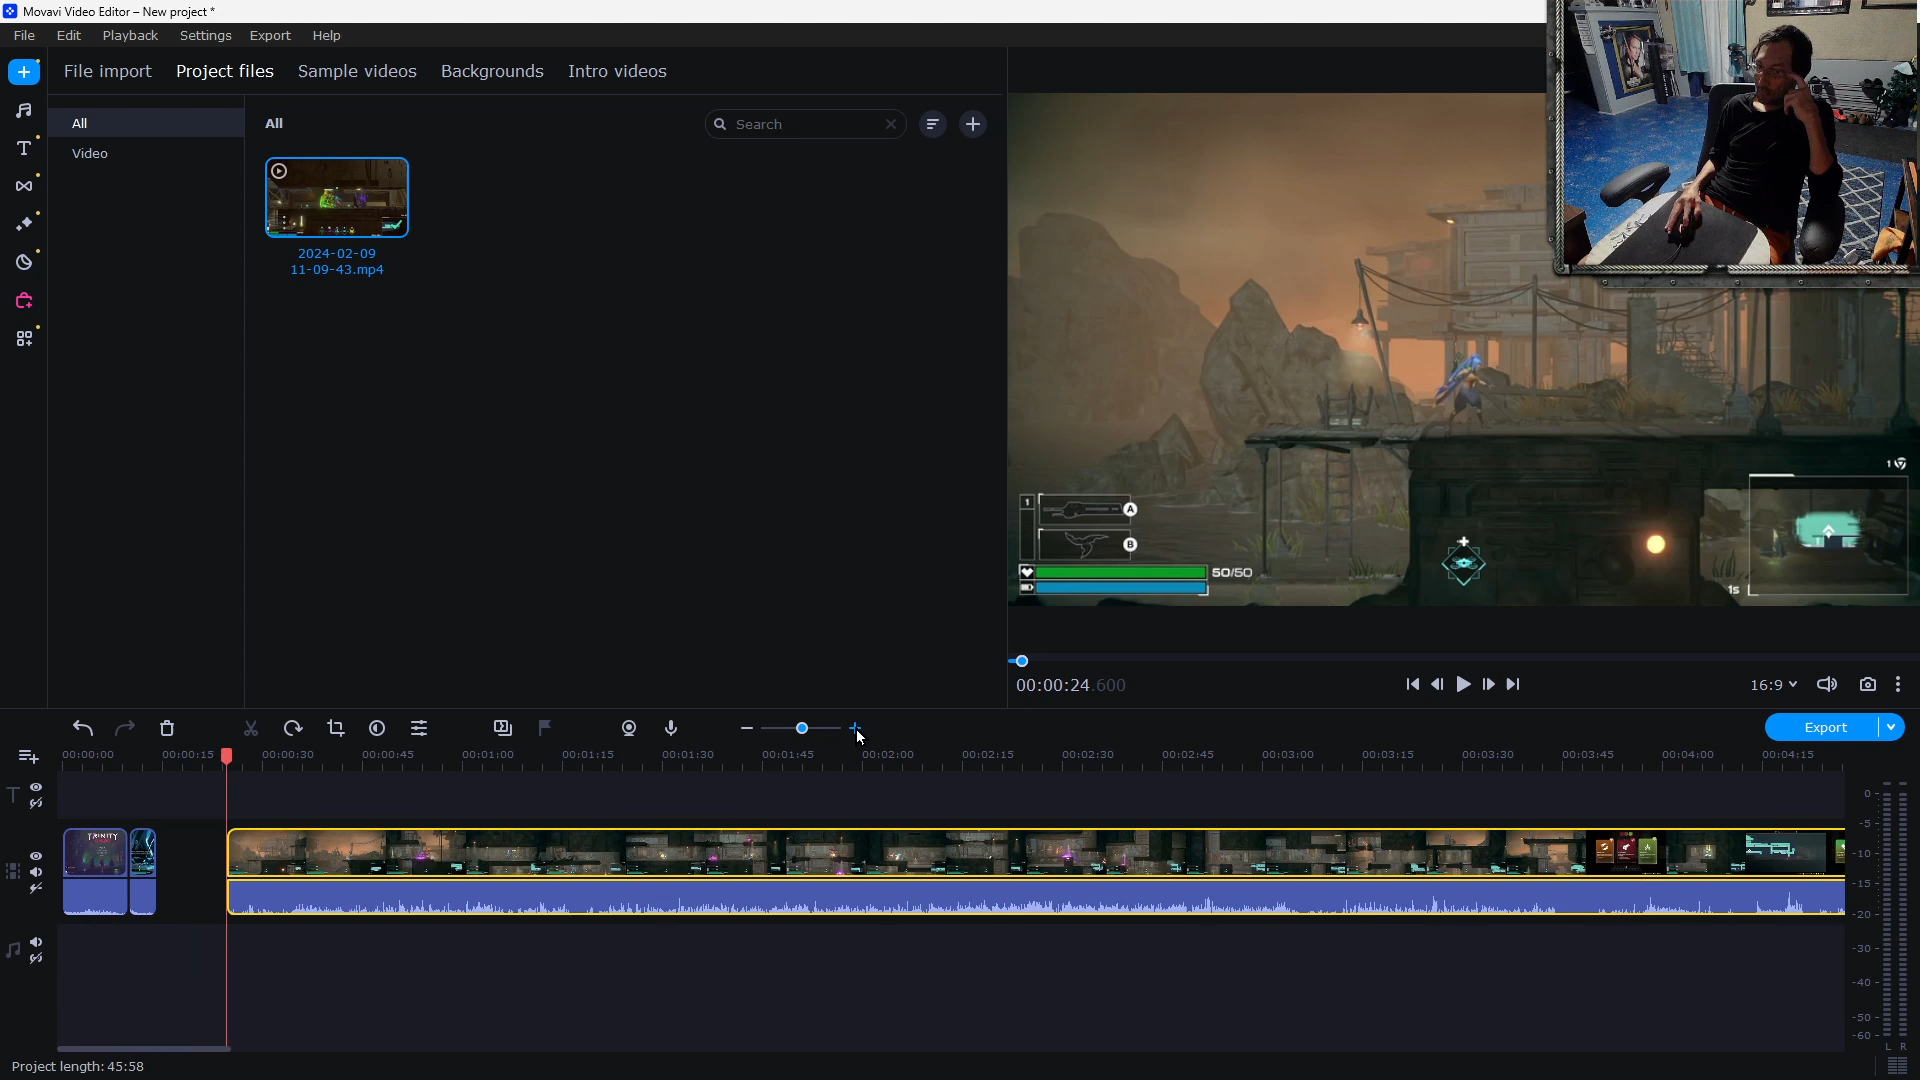 Movavi Video Editor – New project *
File Edit Playback Settings Export Help
File import Project files Sample videos Backgrounds Intro videos
All
Video
All
Search
2024-02-09
11-09-43.mp4
TRINITY
1
A
B
50/50
1
1s
00:00:24.600
16:9
Export
00:00:00 00:00:15 00:00:30 00:00:45 00:01:00 00:01:15 00:01:30 00:01:45 00:02:00 00:02:15 00:02:30 00:02:45 00:03:00 00:03:15 00:03:30 00:03:45 00:04:00 00:04:15
T
0
-5
-10
-15
-20
-30
-40
-50
-60
L R
Project length: 45:58